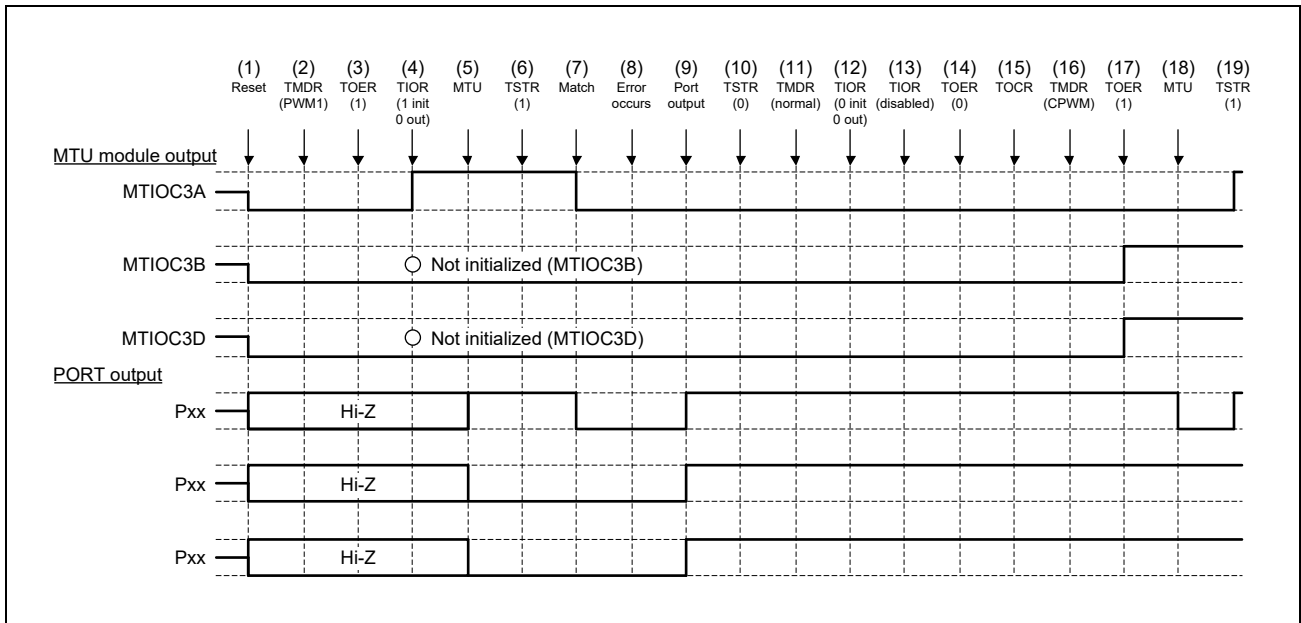 (1) (2) (3) (4) (5) (6) (7) (8) (9) (10) (11) (12) (13) (14) (15) (16) (17) (18) (19)
Reset TMDR TOER TIOR MTU TSTR Match Error Port TSTR TMDR TIOR TIOR TOER TOCR TMDR TOER MTU TSTR
(PWM1) (1) (1 init (1) occurs output (0) (normal) (0 init (disabled) (0) (CPWM) (1) (1)
0 out) 0 out)
MTU module output
MTIOC3A
MTIOC3B Not initialized (MTIOC3B)
MTIOC3D Not initialized (MTIOC3D)
PORT output
Pxx Hi-Z
Pxx Hi-Z
Pxx Hi-Z